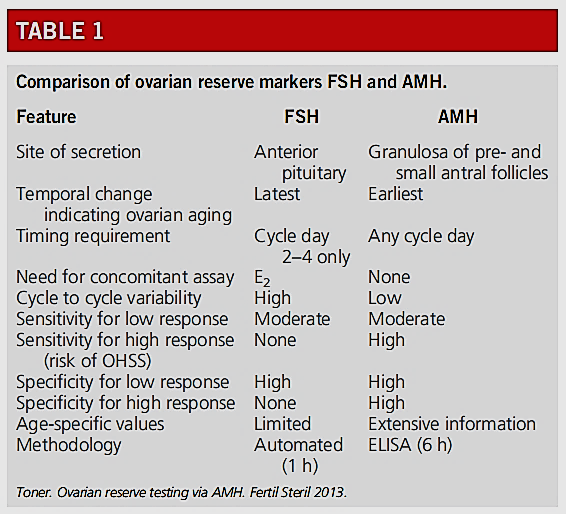 TABLE 1
Comparison of ovarian reserve markers FSH and AMH.
Feature FSH AMH
Site of secretion Anterior Granulosa of pre- and
pituitary small antral follicles
Temporal change Latest Earliest
indicating ovarian aging
Timing requirement Cycle day Any cycle day
2–4 only
Need for concomitant assay E₂ None
Cycle to cycle variability High Low
Sensitivity for low response Moderate Moderate
Sensitivity for high response None High
(risk of OHSS)
Specificity for low response High High
Specificity for high response None High
Age-specific values Limited Extensive information
Methodology Automated ELISA (6 h)
(1 h)
Toner. Ovarian reserve testing via AMH. Fertil Steril 2013.